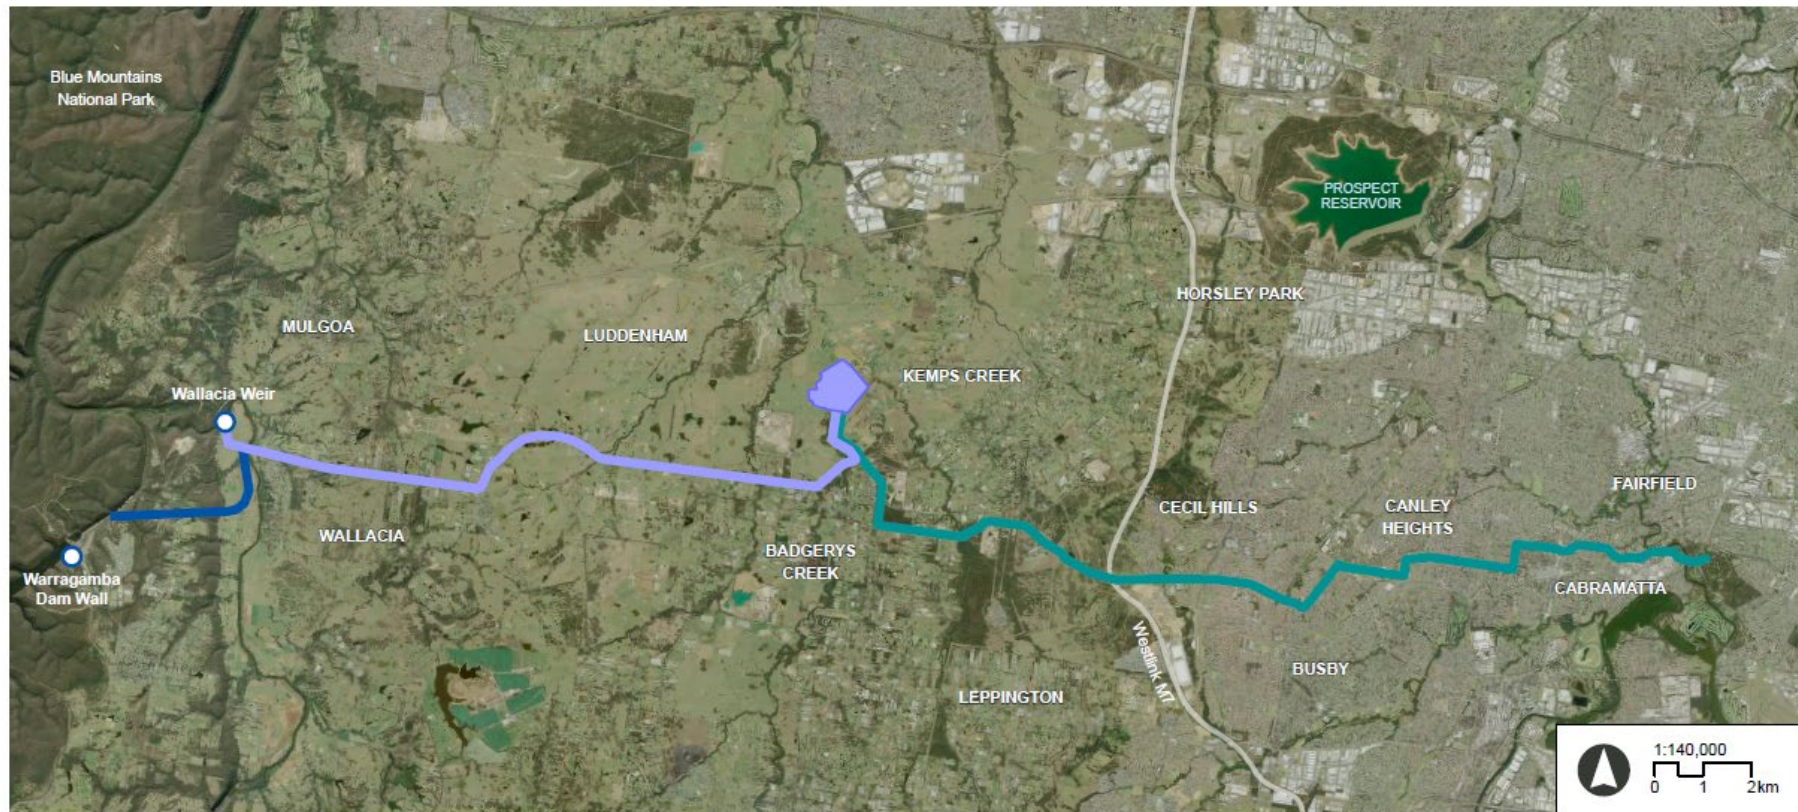 Blue Mountains
National Park
PROSPECT
RESERVOIR
HORSLEY PARK
MULGOA
LUDDENHAM
KEMPS CREEK
Wallacia Weir
FAIRFIELD
CECIL HILLS
CANLEY
HEIGHTS
WALLACIA
BADGERYS
CREEK
Warragamba
Dam Wall
CABRAMATTA
Westlink M7
BUSBY
LEPPINGTON
1:140,000
0 1 2km